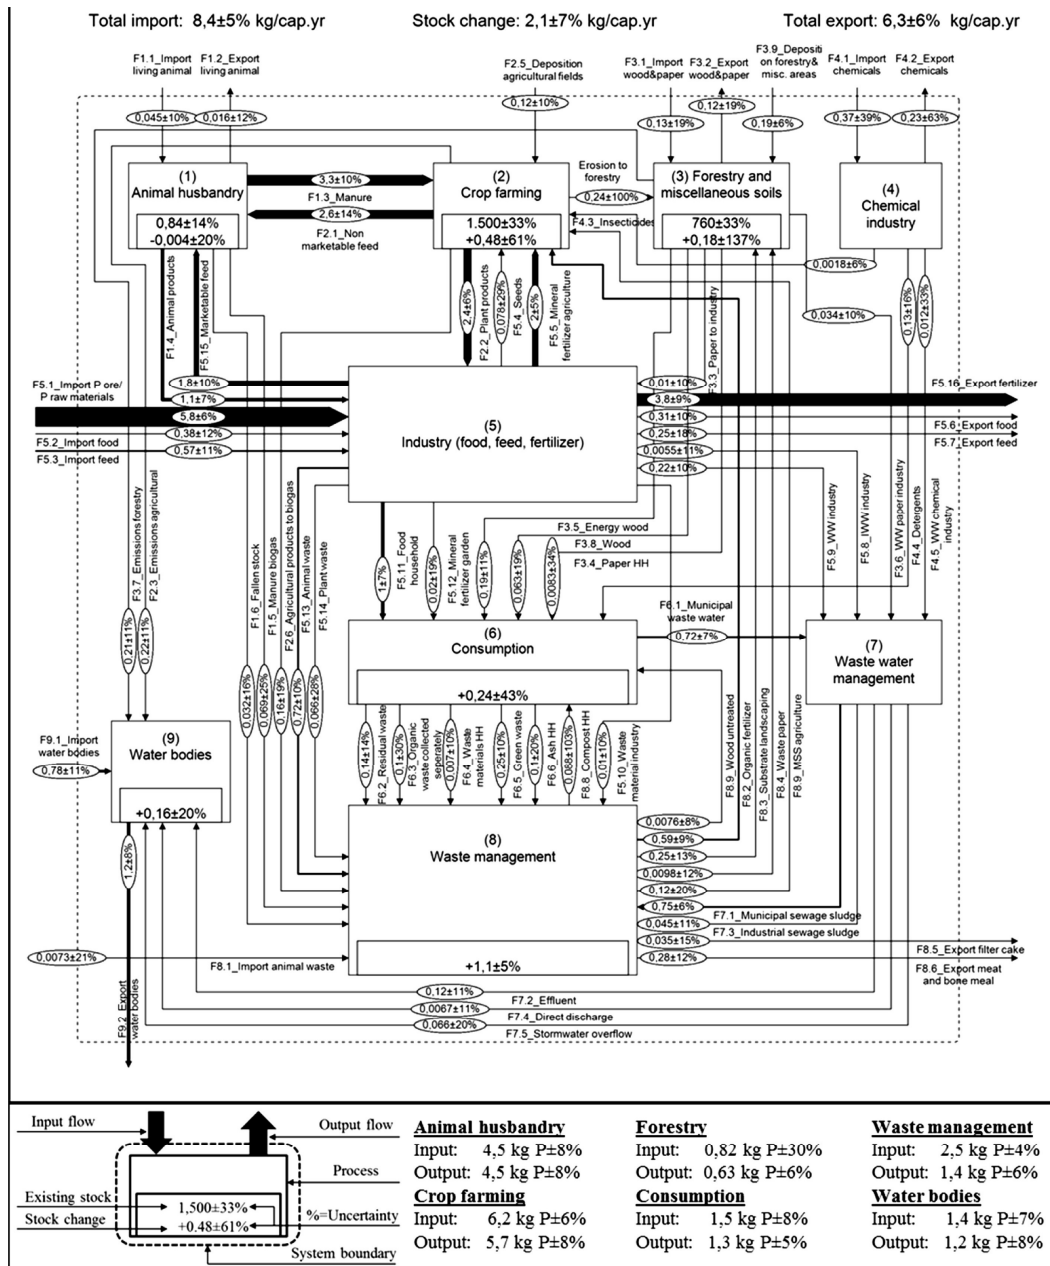 Total import: 8,4±5% kg/cap.yr
Stock change: 2,1±7% kg/cap.yr
Total export: 6,3±6% kg/cap.yr
F1.1_Import
living animal
F1.2_Export
living animal
F2.5_Deposition
agricultural fields
F3.1_Import
wood&paper
F3.2_Export
wood&paper
F3.9_Depositi
on forestry&
misc. areas
F4.1_Import
chemicals
F4.2_Export
chemicals
0,045±10%
0,016±12%
0,12±10%
0,13±19%
0,12±19%
0,19±6%
0,37±39%
0,23±63%
(1)
Animal husbandry
0,84±14%
-0,004±20%
3,3±10%
F1.3_Manure
2,6±14%
F2.1_Non
marketable feed
(2)
Crop farming
1.500±33%
+0,48±61%
Erosion to
forestry
0,24±100%
F4.3_Insecticides
(3) Forestry and
miscellaneous soils
760±33%
+0,18±137%
(4)
Chemical
industry
0,0018±6%
0,034±10%
0,13±16%
0,012±33%
F1.4_Animal products
F5.15_Marketable feed
2,4±6%
F2.2_Plant products
0,078±29%
F5.4_Seeds
2±5%
F5.5_Mineral
fertilizer agriculture
F3.3_Paper to industry
F5.1_Import P ore/
P raw materials
1,8±10%
1,1±7%
5,8±6%
0,38±12%
F5.2_Import food
0,57±11%
F5.3_Import feed
(5)
Industry (food, feed, fertilizer)
0,01±10%
3,8±9%
F5.16_Export fertilizer
0,31±10%
F5.6_Export food
0,25±18%
F5.7_Export feed
0,0055±11%
0,22±10%
F3.7_Emissions forestry
F2.3_Emissions agricultural
F1.6_Fallen stock
F1.5_Manure biogas
F2.6_Agricultural products to biogas
F5.13_Animal waste
F5.14_Plant waste
1±7%
F5.11_Food
household
0,02±19%
F5.12_Mineral
fertilizer garden
0,19±11%
0,063±19%
0,0083±34%
F3.5_Energy wood
F3.8_Wood
F3.4_Paper HH
F5.9_WW industry
F5.8_IWW industry
F3.6_WW paper industry
F4.4_Detergents
F4.5_WW chemical
industry
0,21±11%
0,22±11%
0,032±16%
0,069±25%
0,16±19%
0,72±10%
0,066±28%
(6)
Consumption
+0,24±43%
F6.1_Municipal
waste water
0,72±7%
(7)
Waste water
management
F9.1_Import
water bodies
0,78±11%
(9)
Water bodies
+0,16±20%
1,2±8%
F9.2_Export
water bodies
0,14±14%
F6.2_Residual waste
0,1±30%
F6.3_Organic
waste collected
seperately
0,007±10%
F6.4_Waste
materials HH
0,25±10%
F6.5_Green waste
0,1±20%
F6.6_Ash HH
0,088±103%
F8.8_Compost HH
0,01±10%
F5.10_Waste
material industry
F8.9_Wood untreated
F8.2_Organic fertilizer
F8.3_Substrate landscaping
F8.4_Waste paper
F8.9_MSS agriculture
(8)
Waste management
+1,1±5%
0,0076±8%
0,59±9%
0,25±13%
0,0098±12%
0,12±20%
0,75±6%
F7.1_Municipal sewage sludge
0,045±11%
F7.3_Industrial sewage sludge
0,035±15%
F8.5_Export filter cake
0,28±12%
F8.6_Export meat
and bone meal
0,0073±21%
F8.1_Import animal waste
0,12±11%
F7.2_Effluent
0,0067±11%
F7.4_Direct discharge
0,066±20%
F7.5_Stormwater overflow
Input flow
Output flow
Process
Existing stock
1,500±33%
Stock change
+0.48±61%
%=Uncertainty
System boundary
Animal husbandry
Input: 4,5 kg P±8%
Output: 4,5 kg P±8%
Crop farming
Input: 6,2 kg P±6%
Output: 5,7 kg P±8%
Forestry
Input: 0,82 kg P±30%
Output: 0,63 kg P±6%
Consumption
Input: 1,5 kg P±8%
Output: 1,3 kg P±5%
Waste management
Input: 2,5 kg P±4%
Output: 1,4 kg P±6%
Water bodies
Input: 1,4 kg P±7%
Output: 1,2 kg P±8%